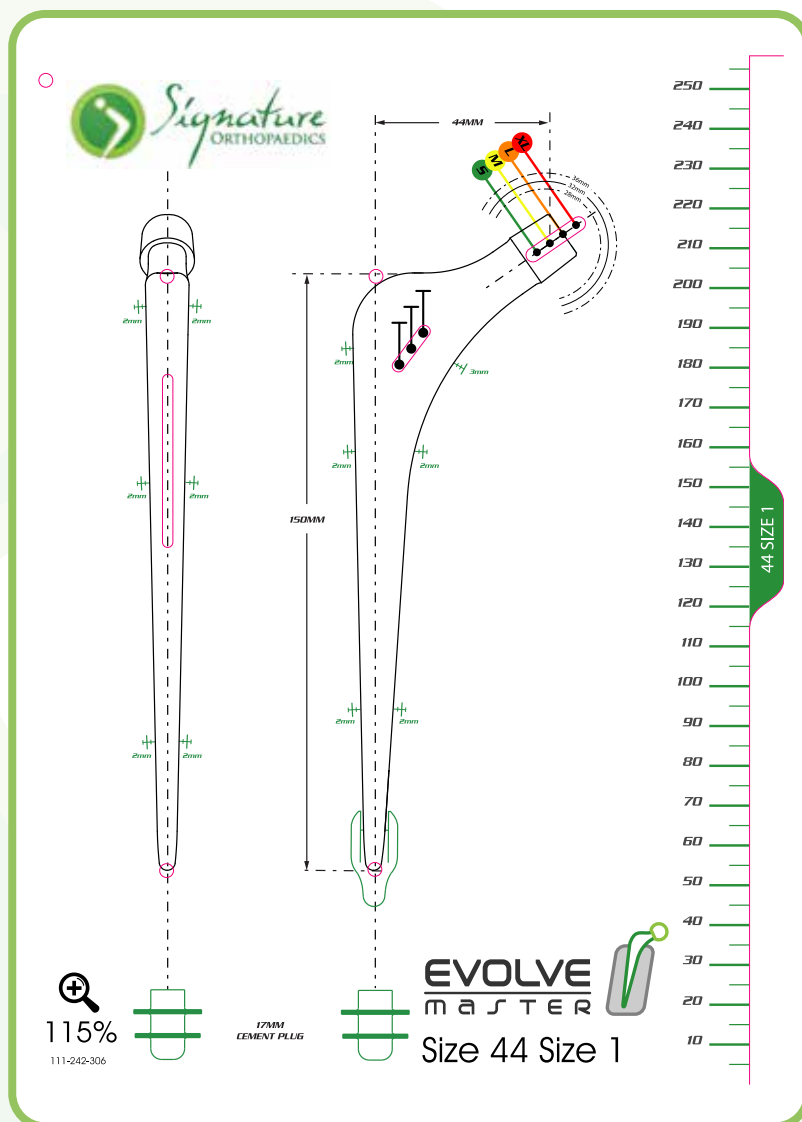 Signature
ORTHOPAEDICS
44MM
S
M
L
XL
36mm
32mm
28mm
2mm
2mm
2mm
3mm
2mm
2mm
2mm
2mm
150MM
2mm
2mm
2mm
2mm
250
240
230
220
210
200
190
180
170
160
150
140
130
120
110
100
90
80
70
60
50
40
30
20
10
44 SIZE 1
115%
111-242-306
17MM
CEMENT PLUG
EVOLVE
maSTER
Size 44 Size 1